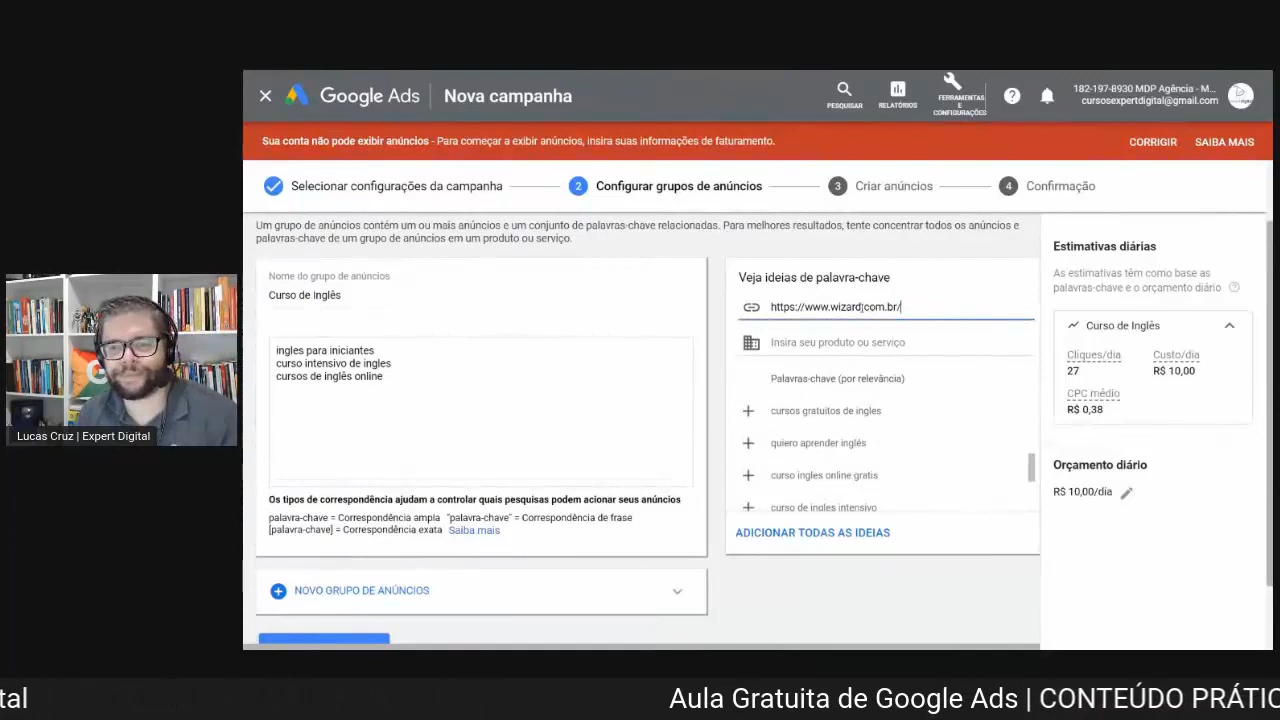 Google Ads
Nova campanha
PESQUISAR
RELATÓRIOS
FERRAMENTAS
E
CONFIGURAÇÕES
182-197-8930 MDP Agência - M...
cursosexpertdigital@gmail.com
Sua conta não pode exibir anúncios - Para começar a exibir anúncios, insira suas informações de faturamento.
CORRIGIR
SAIBA MAIS
Selecionar configurações da campanha
2 Configurar grupos de anúncios
3 Criar anúncios
4 Confirmação
Um grupo de anúncios contém um ou mais anúncios e um conjunto de palavras-chave relacionadas. Para melhores resultados, tente concentrar todos os anúncios e
palavras-chave de um grupo de anúncios em um produto ou serviço.
Nome do grupo de anúncios
Curso de Inglês
ingles para iniciantes
curso intensivo de ingles
cursos de inglês online
Os tipos de correspondência ajudam a controlar quais pesquisas podem acionar seus anúncios
palavra-chave = Correspondência ampla "palavra-chave" = Correspondência de frase
[palavra-chave] = Correspondência exata Saiba mais
NOVO GRUPO DE ANÚNCIOS
Veja ideias de palavra-chave
https://www.wizard.com.br/
Insira seu produto ou serviço
Palavras-chave (por relevância)
cursos gratuitos de ingles
quiero aprender inglés
curso ingles online gratis
curso de ingles intensivo
ADICIONAR TODAS AS IDEIAS
Estimativas diárias
As estimativas têm como base as
palavras-chave e o orçamento diário
Curso de Inglês
Cliques/dia
27
Custo/dia
R$ 10,00
CPC médio
R$ 0,38
Orçamento diário
R$ 10,00/dia
G
Lucas Cruz | Expert Digital
tal
Aula Gratuita de Google Ads | CONTEÚDO PRÁTIC